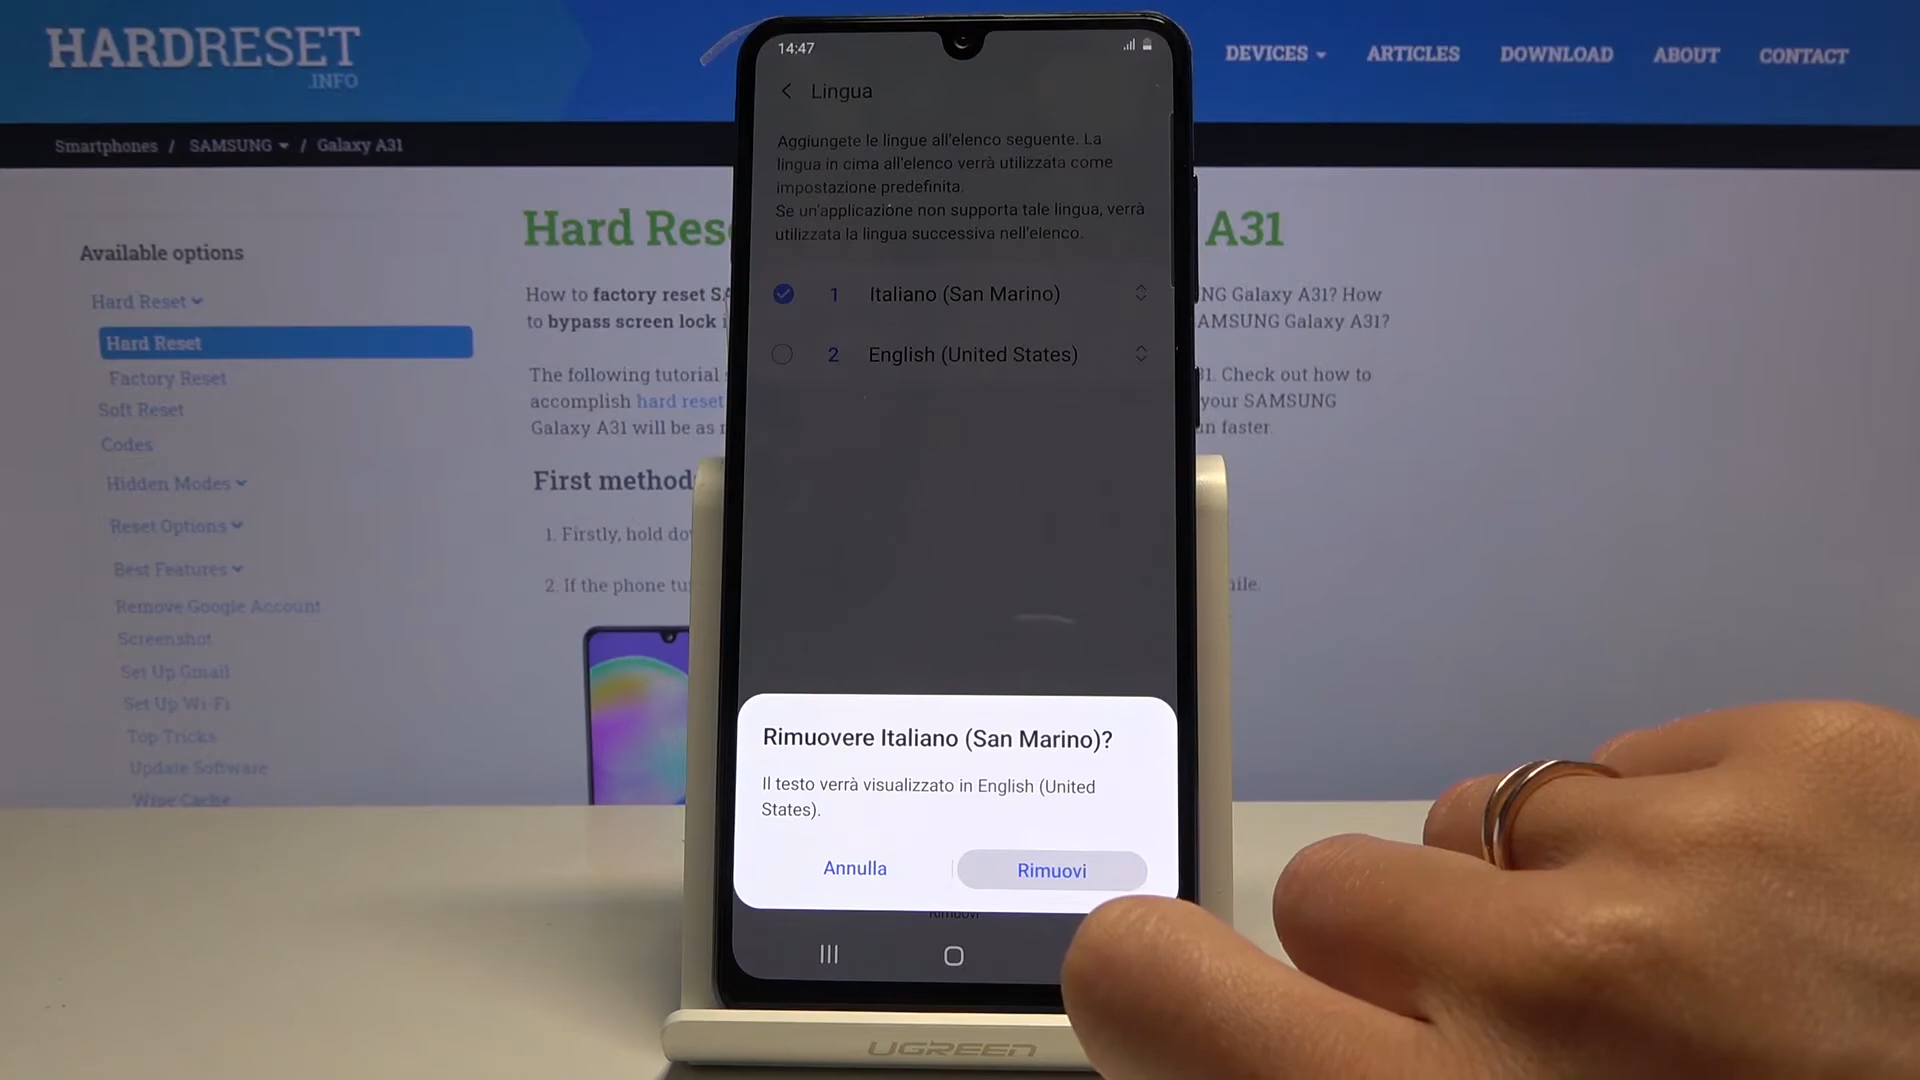 HARDRESET
.INFO
DEVICES
ARTICLES
DOWNLOAD
ABOUT
CONTACT
Smartphones / SAMSUNG / Galaxy A31
Available options
Hard Reset
Hard Reset
Factory Reset
Soft Reset
Codes
Hidden Modes
Reset Options
Best Features
Remove Google Account
Screenshot
Set Up Gmail
Set Up Wi-Fi
Top Tricks
Update Software
Wipe Cache
Hard Res
A31
How to factory reset
NG Galaxy A31? How
to bypass screen lock
AMSUNG Galaxy A31?
The following tutorial
31. Check out how to
accomplish hard reset
your SAMSUNG
Galaxy A31 will be as
faster.
First method
1. Firstly, hold
2. If the phone
14:47
Lingua
Aggiungete le lingue all'elenco seguente. La
lingua in cima all'elenco verrà utilizzata come
impostazione predefinita.
Se un'applicazione non supporta tale lingua, verrà
utilizzata la lingua successiva nell'elenco.
1 Italiano (San Marino)
2 English (United States)
Rimuovere Italiano (San Marino)?
Il testo verrà visualizzato in English (United
States).
Annulla
Rimuovi
Rimuovi
UGREEN